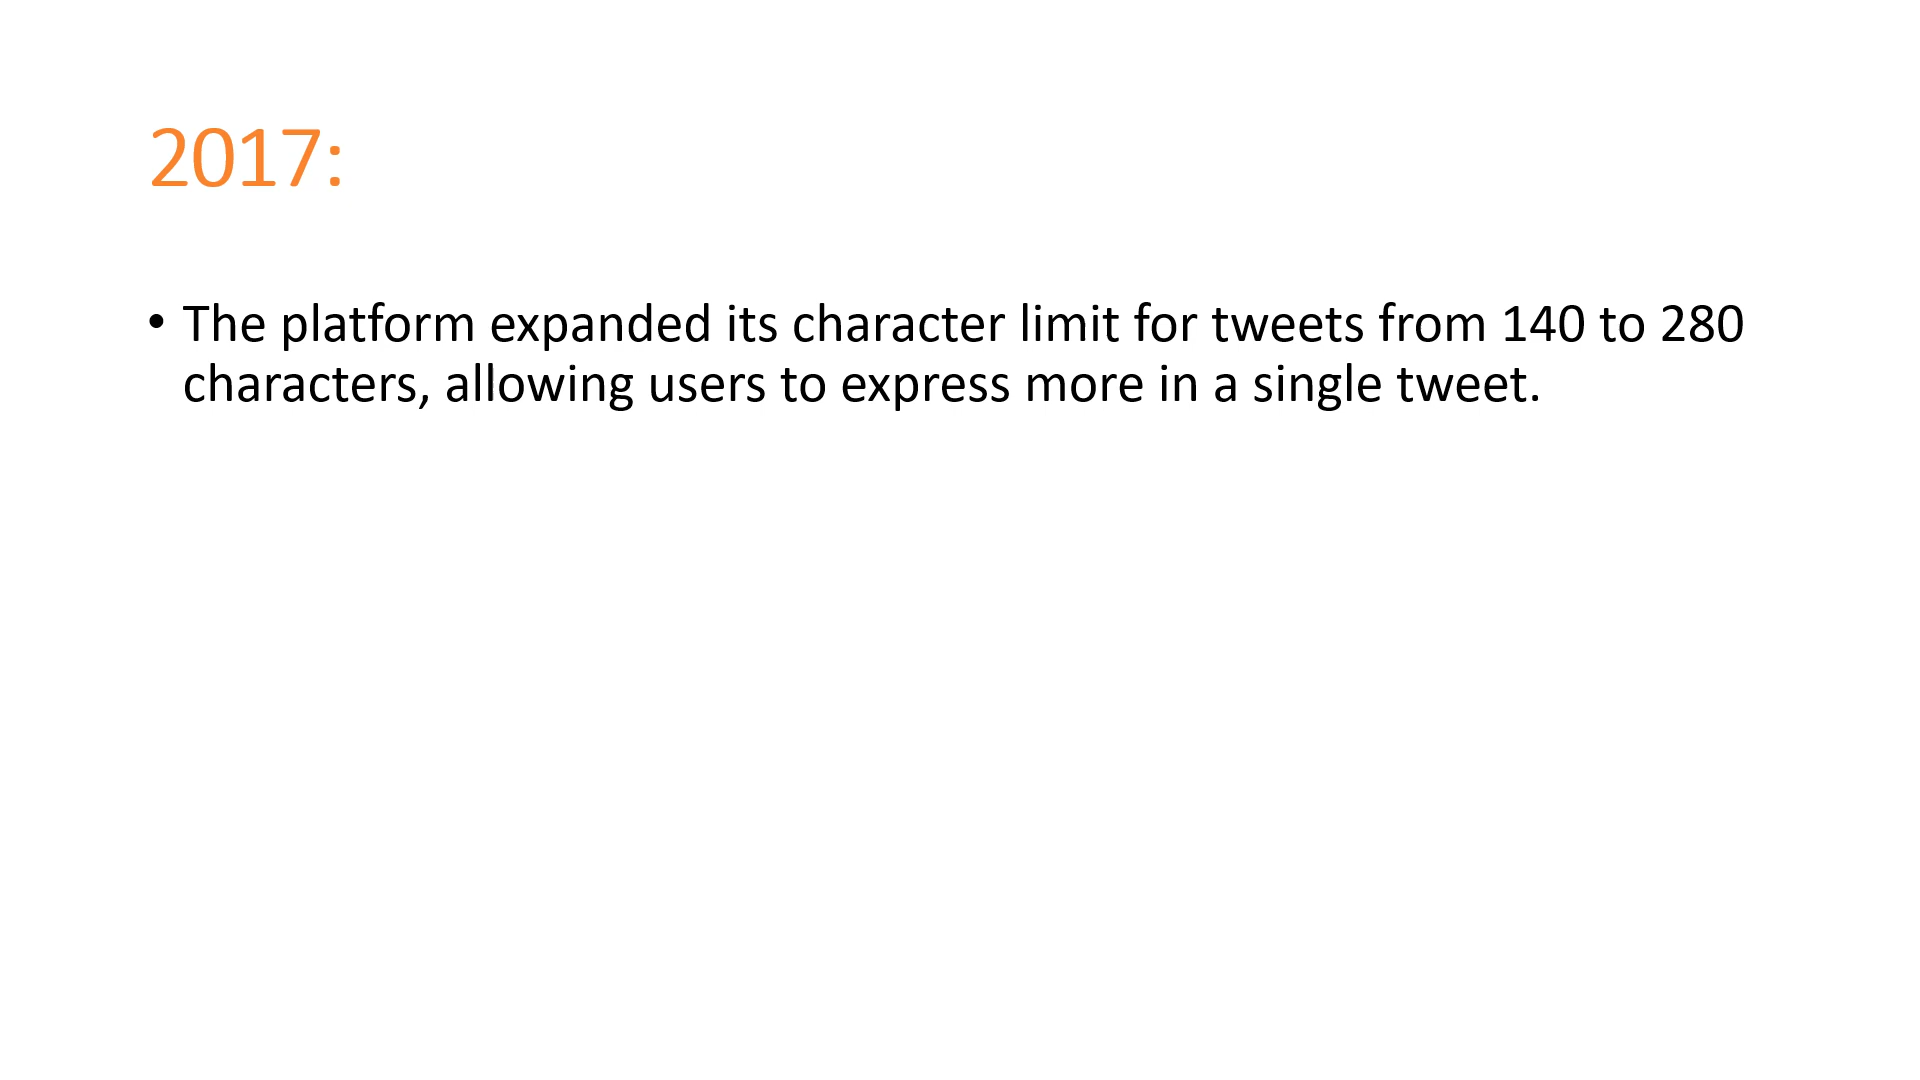 2017:
• The platform expanded its character limit for tweets from 140 to 280
characters, allowing users to express more in a single tweet.